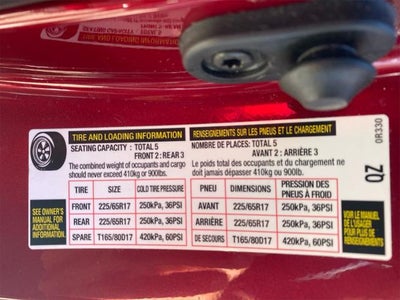 TIRE AND LOADING INFORMATION
SEATING CAPACITY : TOTAL 5
FRONT 2 : REAR 3
The combined weight of occupants and cargo
should never exceed 410kg or 900lbs.
TIRE SIZE COLD TIRE PRESSURE
FRONT 225/65R17 250kPa, 36PSI
REAR 225/65R17 250kPa, 36PSI
SPARE T165/80D17 420kPa, 60PSI
SEE OWNER'S
MANUAL FOR
ADDITIONAL
INFORMATION.
RENSEIGNEMENTS SUR LES PNEUS ET LE CHARGEMENT
NOMBRE DE PLACES: TOTAL 5
AVANT 2 : ARRIÈRE 3
Le poids total des occupants et du chargement ne
doit jamais dépasser 410kg ou 900lb.
PNEU DIMENSIONS PRESSION DES
PNEUS À FROID
AVANT 225/65R17 250kPa, 36PSI
ARRIÈRE 225/65R17 250kPa, 36PSI
DE SECOURS T165/80D17 420kPa, 60PSI
VOIR LE MANUEL
DE L'USAGER
POUR PLUS DE
RENSEIGNEMENTS
0R330
QZ